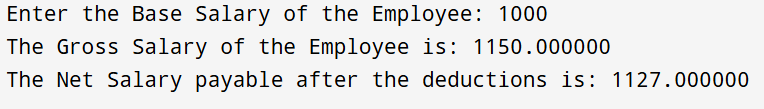 Enter the Base Salary of the Employee: 1000
The Gross Salary of the Employee is: 1150.000000
The Net Salary payable after the deductions is: 1127.000000